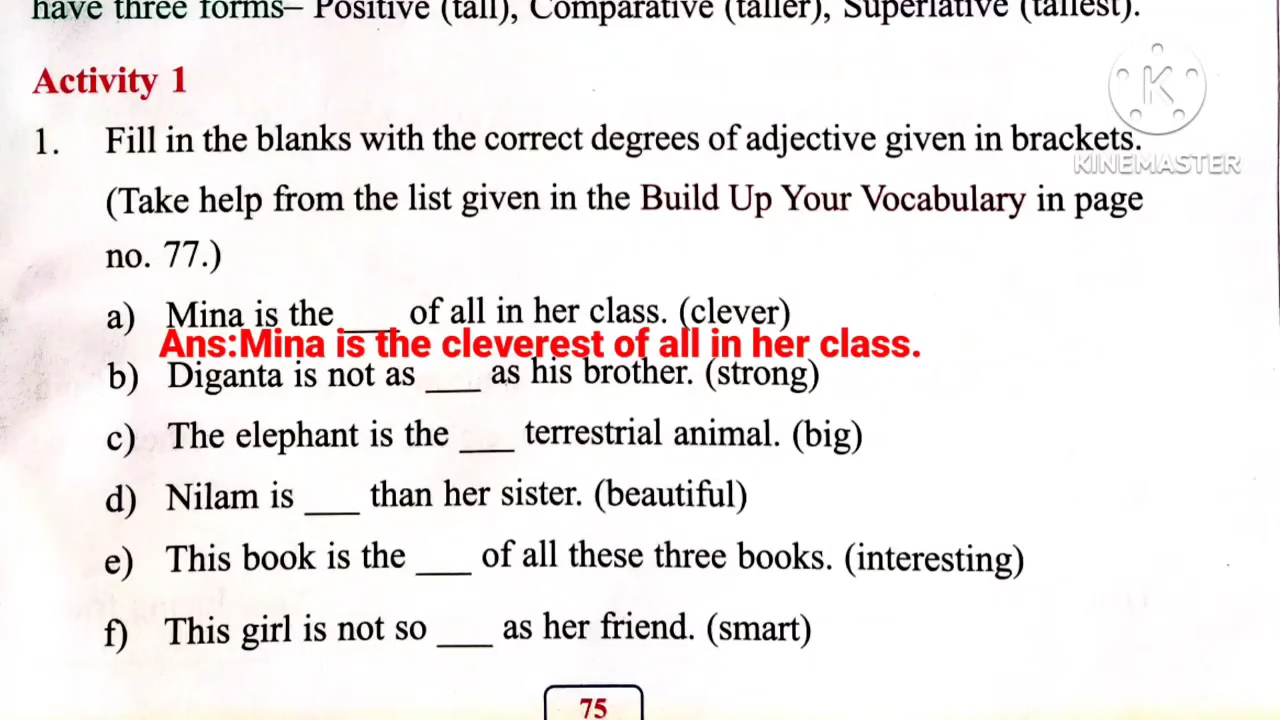 have three forms– Positive (tall), Comparative (taller), Superlative (tallest).
Activity 1
K
KINEMASTER
1. Fill in the blanks with the correct degrees of adjective given in brackets.
(Take help from the list given in the Build Up Your Vocabulary in page
no. 77.)
a) Mina is the ___ of all in her class. (clever)
Ans:Mina is the cleverest of all in her class.
b) Diganta is not as ___ as his brother. (strong)
c) The elephant is the ___ terrestrial animal. (big)
d) Nilam is ___ than her sister. (beautiful)
e) This book is the ___ of all these three books. (interesting)
f) This girl is not so ___ as her friend. (smart)
75